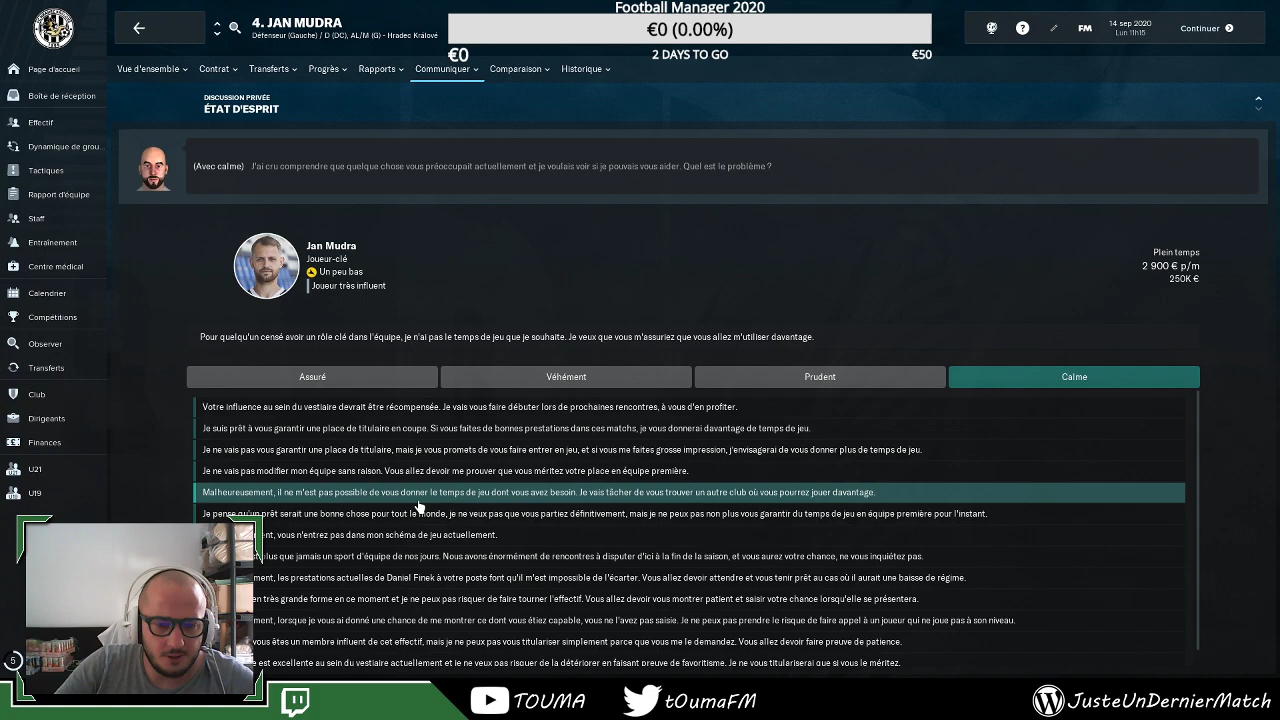 Football Manager 2020
4. JAN MUDRA
Défenseur (Gauche) / D (DC), AL/M (G) - Hradec Králové
€0 (0.00%)
€0
2 DAYS TO GO
€50
FM
14 sep 2020
Lun 11h15
Continuer
Vue d'ensemble
Contrat
Transferts
Progrès
Rapports
Communiquer
Comparaison
Historique
Page d'accueil
Boîte de réception
Effectif
Dynamique de grou...
Tactiques
Rapport d'équipe
Staff
Entraînement
Centre médical
Calendrier
Compétitions
Observer
Transferts
Club
Dirigeants
Finances
U21
U19
DISCUSSION PRIVÉE
ÉTAT D'ESPRIT
(Avec calme) J'ai cru comprendre que quelque chose vous préoccupait actuellement et je voulais voir si je pouvais vous aider. Quel est le problème ?
Jan Mudra
Joueur-clé
Un peu bas
Joueur très influent
Plein temps
2 900 € p/m
250K €
Pour quelqu'un censé avoir un rôle clé dans l'équipe, je n'ai pas le temps de jeu que je souhaite. Je veux que vous m'assuriez que vous allez m'utiliser davantage.
Assuré
Véhément
Prudent
Calme
Votre influence au sein du vestiaire devrait être récompensée. Je vais vous faire débuter lors de prochaines rencontres, à vous d'en profiter.
Je suis prêt à vous garantir une place de titulaire en coupe. Si vous faites de bonnes prestations dans ces matchs, je vous donnerai davantage de temps de jeu.
Je ne vais pas vous garantir une place de titulaire, mais je vous promets de vous faire entrer en jeu, et si vous me faites grosse impression, j'envisagerai de vous donner plus de temps de jeu.
Je ne vais pas modifier mon équipe sans raison. Vous allez devoir me prouver que vous méritez votre place en équipe première.
Malheureusement, il ne m'est pas possible de vous donner le temps de jeu dont vous avez besoin. Je vais tâcher de vous trouver un autre club où vous pourrez jouer davantage.
Je pense qu'un prêt serait une bonne chose pour tout le monde, je ne veux pas que vous partiez définitivement, mais je ne peux pas non plus vous garantir du temps de jeu en équipe première pour l'instant.
ment, vous n'entrez pas dans mon schéma de jeu actuellement.
plus que jamais un sport d'équipe de nos jours. Nous avons énormément de rencontres à disputer d'ici à la fin de la saison, et vous aurez votre chance, ne vous inquiétez pas.
ment, les prestations actuelles de Daniel Finek à votre poste font qu'il m'est impossible de l'écarter. Vous allez devoir attendre et vous tenir prêt au cas où il aurait une baisse de régime.
en très grande forme en ce moment et je ne peux pas risquer de faire tourner l'effectif. Vous allez devoir vous montrer patient et saisir votre chance lorsqu'elle se présentera.
ment, lorsque je vous ai donné une chance de me montrer ce dont vous étiez capable, vous ne l'avez pas saisie. Je ne peux pas prendre le risque de faire appel à un joueur qui ne joue pas à son niveau.
vous êtes un membre influent de cet effectif, mais je ne peux pas vous titulariser simplement parce que vous me le demandez. Vous allez devoir faire preuve de patience.
est excellente au sein du vestiaire actuellement et je ne veux pas risquer de la détériorer en faisant preuve de favoritisme. Je ne vous titulariserai que si vous le méritez.
5
TOUMA
tOumaFM
JusteUnDernierMatch